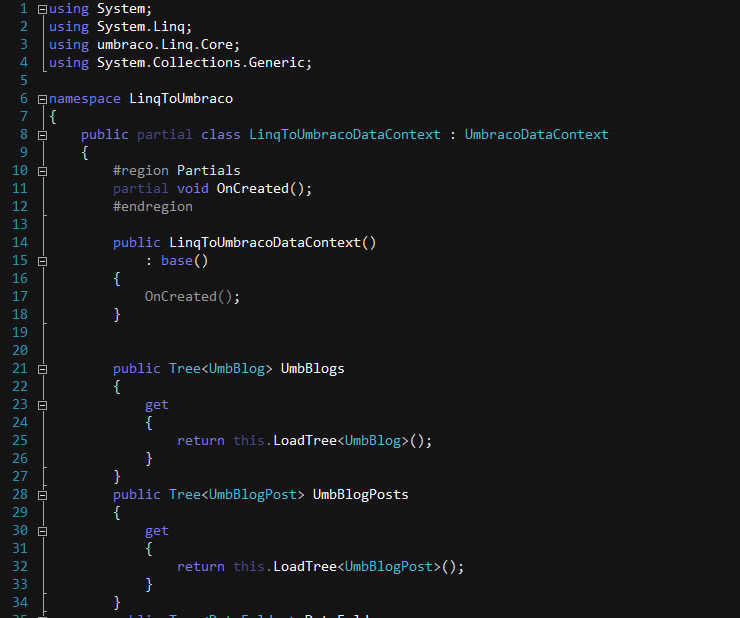 1 using System;
2 using System.Linq;
3 using umbraco.Linq.Core;
4 using System.Collections.Generic;
5
6 namespace LinqToUmbraco
7 {
8 public partial class LinqToUmbracoDataContext : UmbracoDataContext
9 {
10 #region Partials
11 partial void OnCreated();
12 #endregion
13
14 public LinqToUmbracoDataContext()
15 : base()
16 {
17 OnCreated();
18 }
19
20
21 public Tree<UmbBlog> UmbBlogs
22 {
23 get
24 {
25 return this.LoadTree<UmbBlog>();
26 }
27 }
28 public Tree<UmbBlogPost> UmbBlogPosts
29 {
30 get
31 {
32 return this.LoadTree<UmbBlogPost>();
33 }
34 }